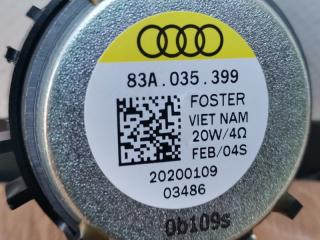 83A.035.399
FOSTER
VIET NAM
20W/4Ω
FEB/04S
20200109
03486
0b109s